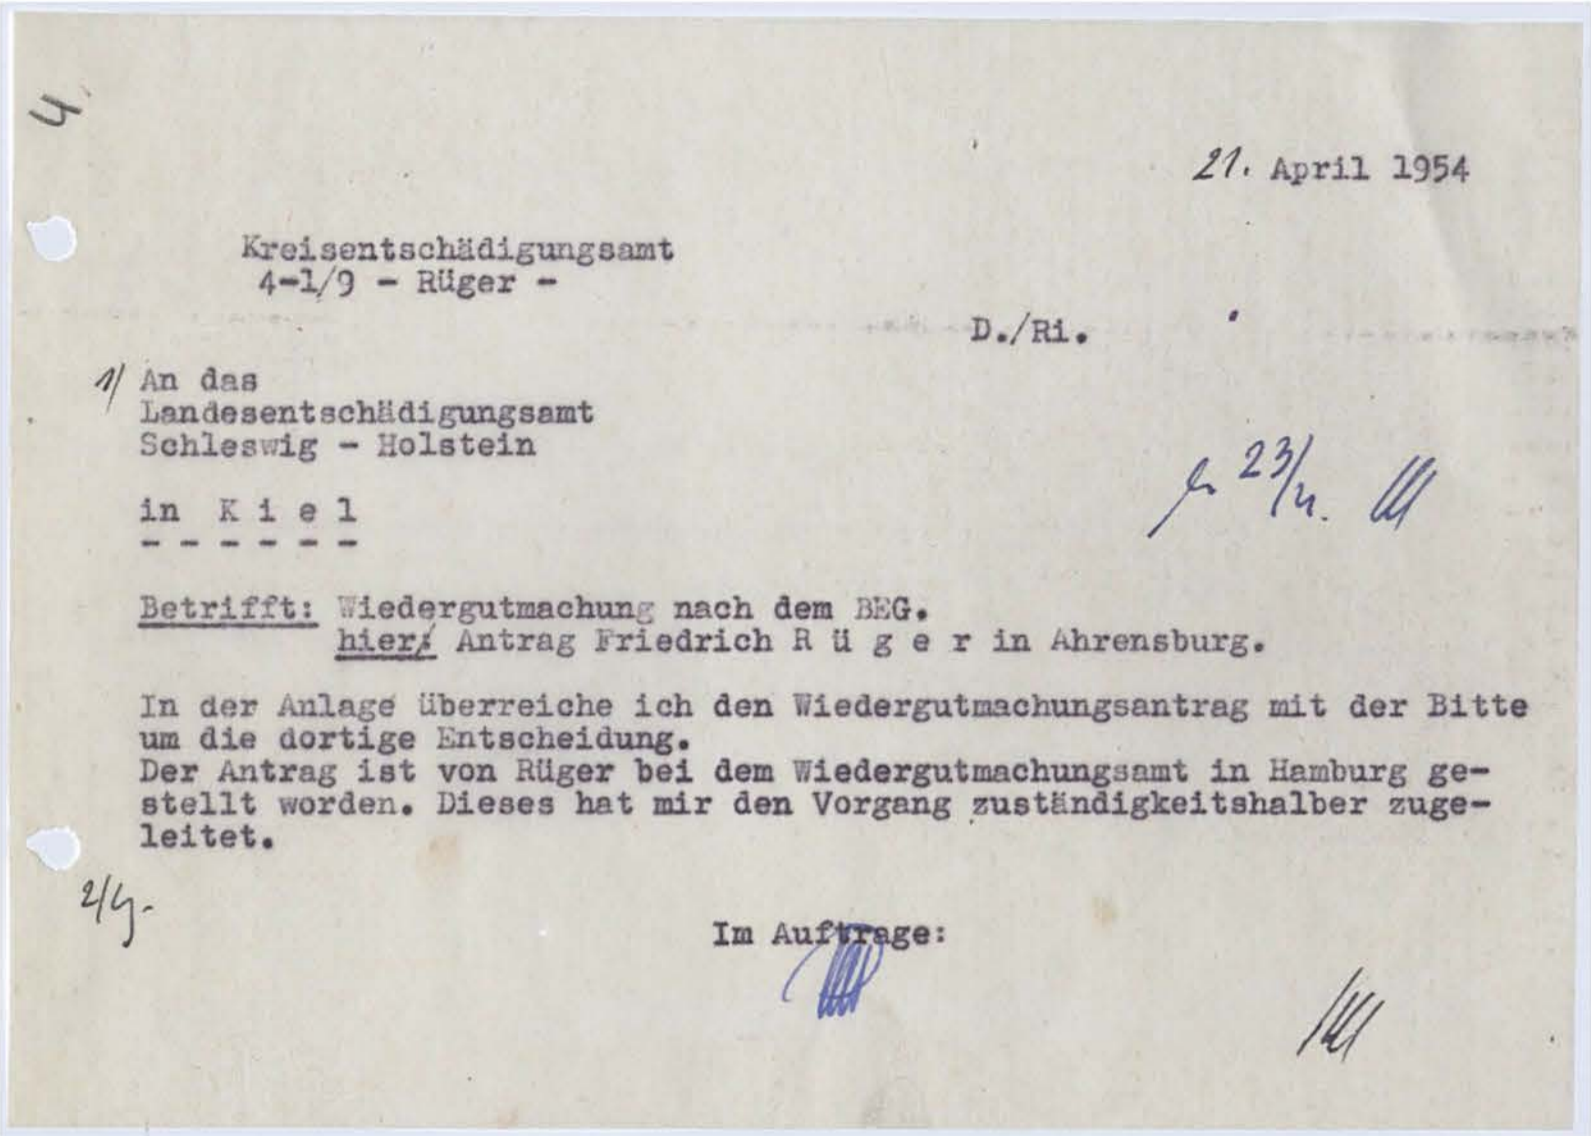 4
21. April 1954
Kreisentschädigungsamt
4-1/9 - Rüger -
D./Ri.
1/ An das
Landesentschädigungsamt
Schleswig - Holstein
in K i e l
- - - - - -
23/4.
Betrifft: Wiedergutmachung nach dem BEG.
hier: Antrag Friedrich R ü g e r in Ahrensburg.
In der Anlage überreiche ich den Wiedergutmachungsantrag mit der Bitte
um die dortige Entscheidung.
Der Antrag ist von Rüger bei dem Wiedergutmachungsamt in Hamburg ge-
stellt worden. Dieses hat mir den Vorgang zuständigkeitshalber zuge-
leitet.
2/
Im Auftrage: